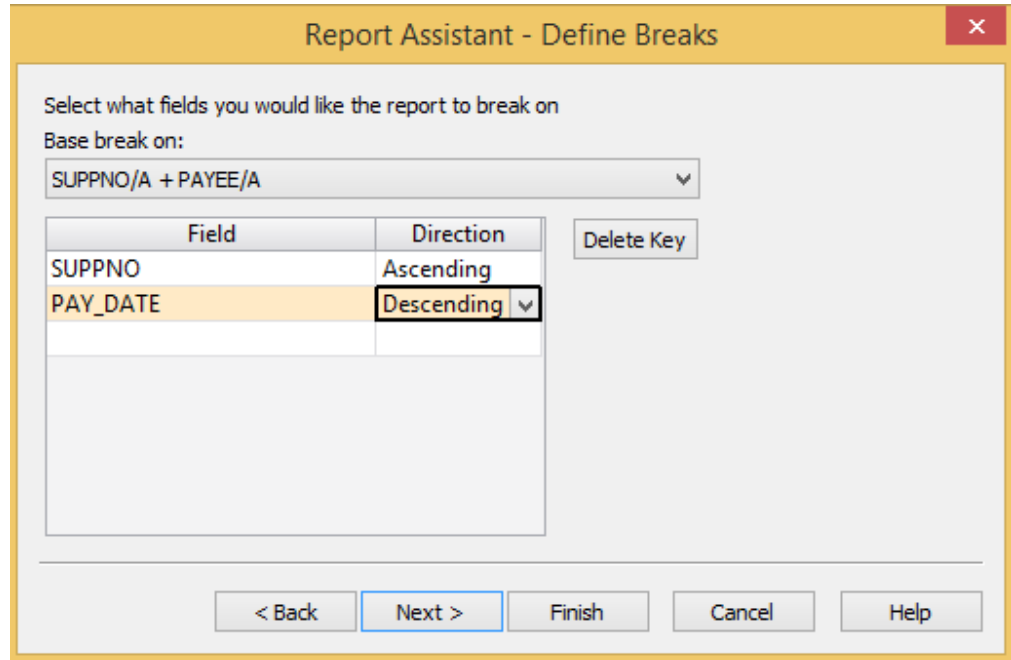 Report Assistant - Define Breaks
Select what fields you would like the report to break on
Base break on:
SUPPNO/A + PAYEE/A
Field Direction
Delete Key
SUPPNO Ascending
PAY_DATE Descending
< Back Next > Finish Cancel Help